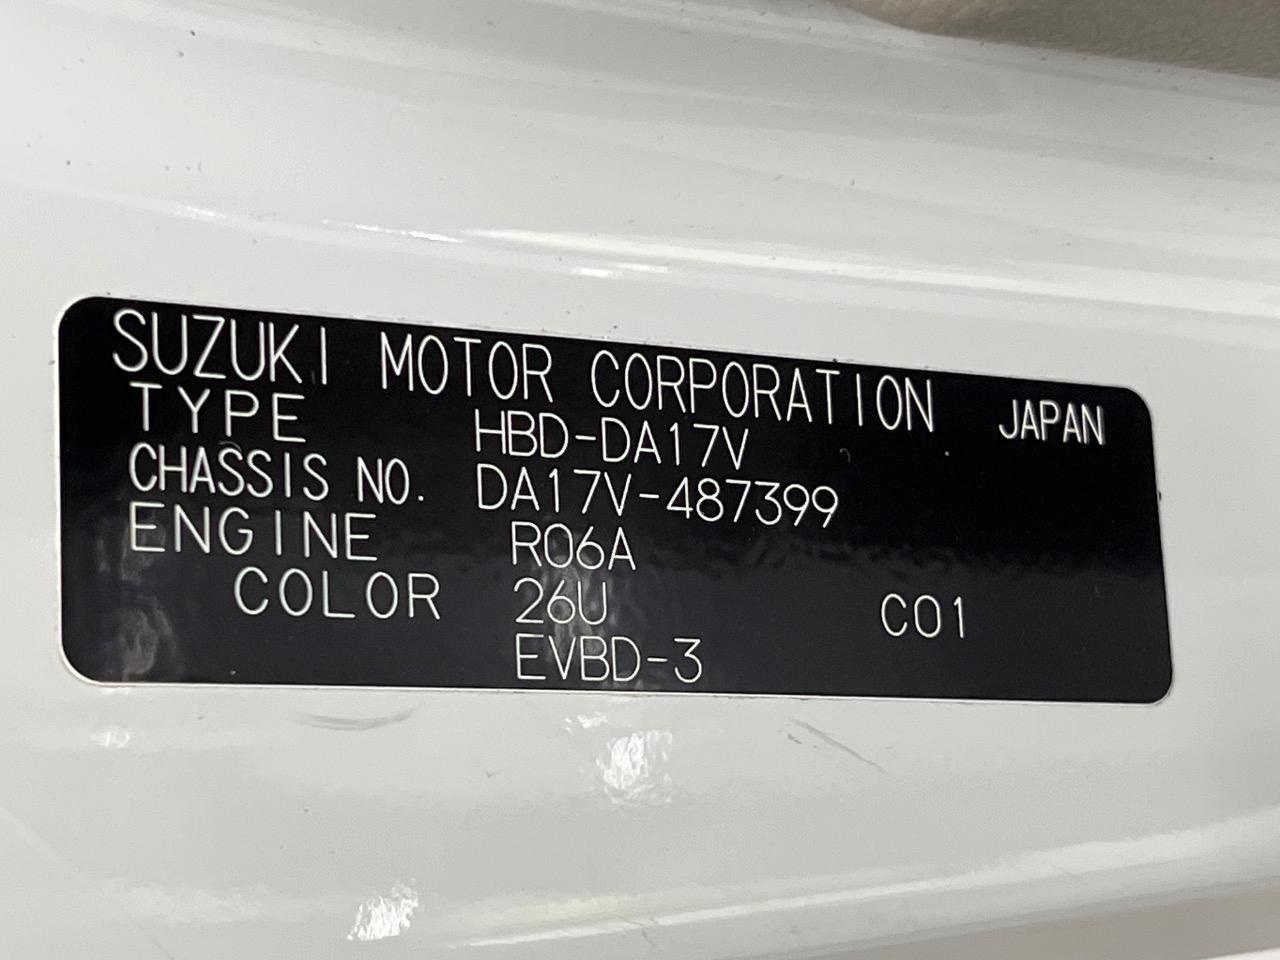 SUZUKI MOTOR CORPORATION JAPAN
TYPE HBD-DA17V
CHASSIS NO. DA17V-487399
ENGINE R06A
COLOR 26U C01
EVBD-3